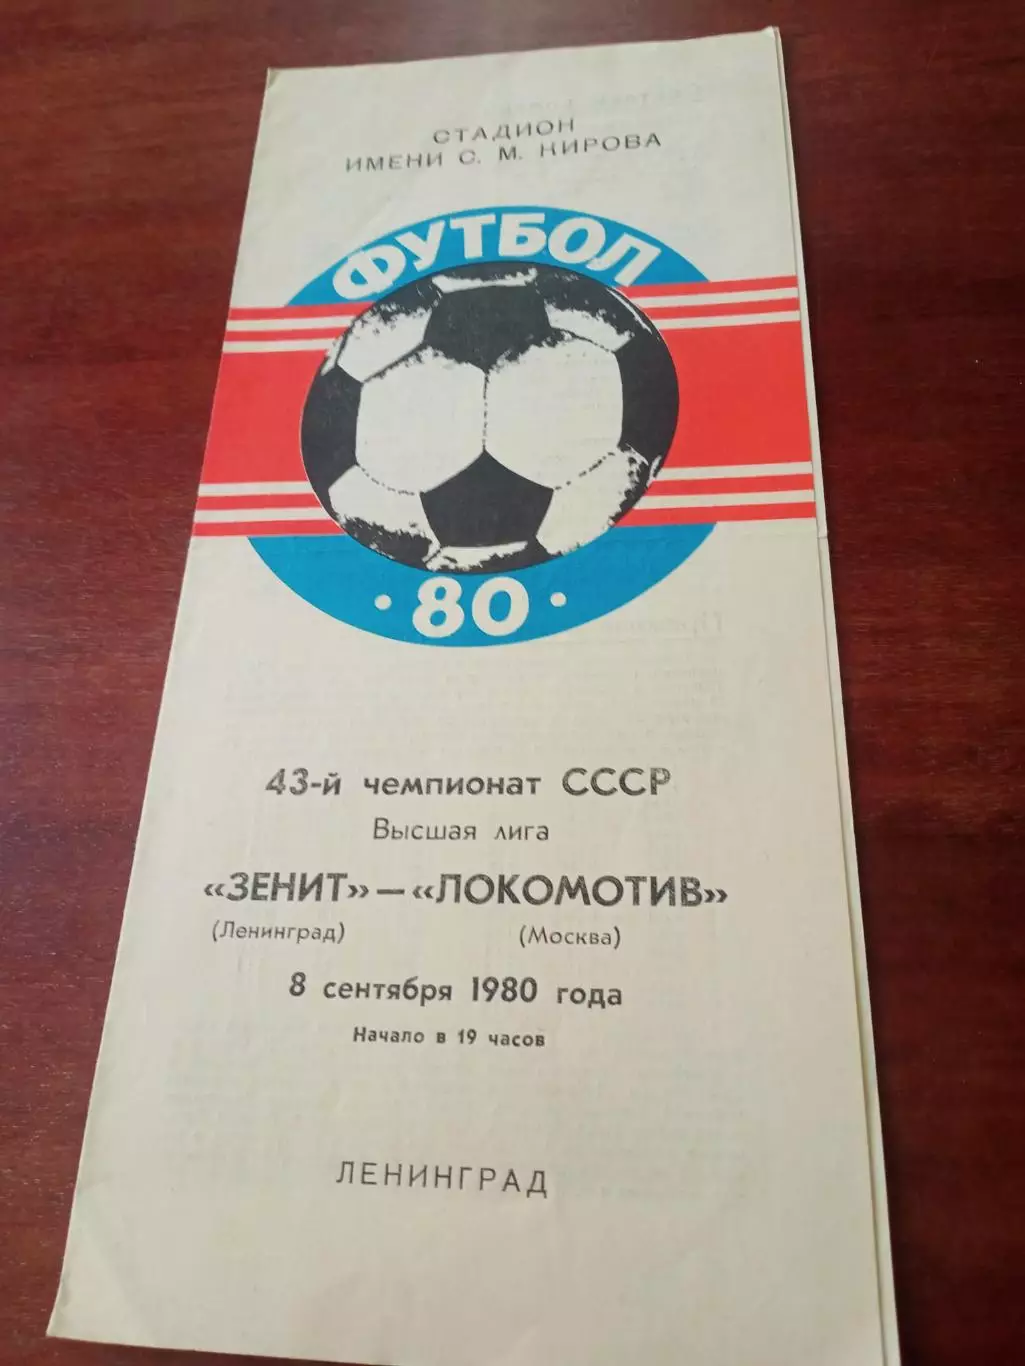 СТАДИОН
ИМЕНИ С. М. КИРОВА
ФУТБОЛ
·80·
43-й чемпионат СССР
Высшая лига
«ЗЕНИТ»—«ЛОКОМОТИВ»
(Ленинград) (Москва)
8 сентября 1980 года
Начало в 19 часов
ЛЕНИНГРАД